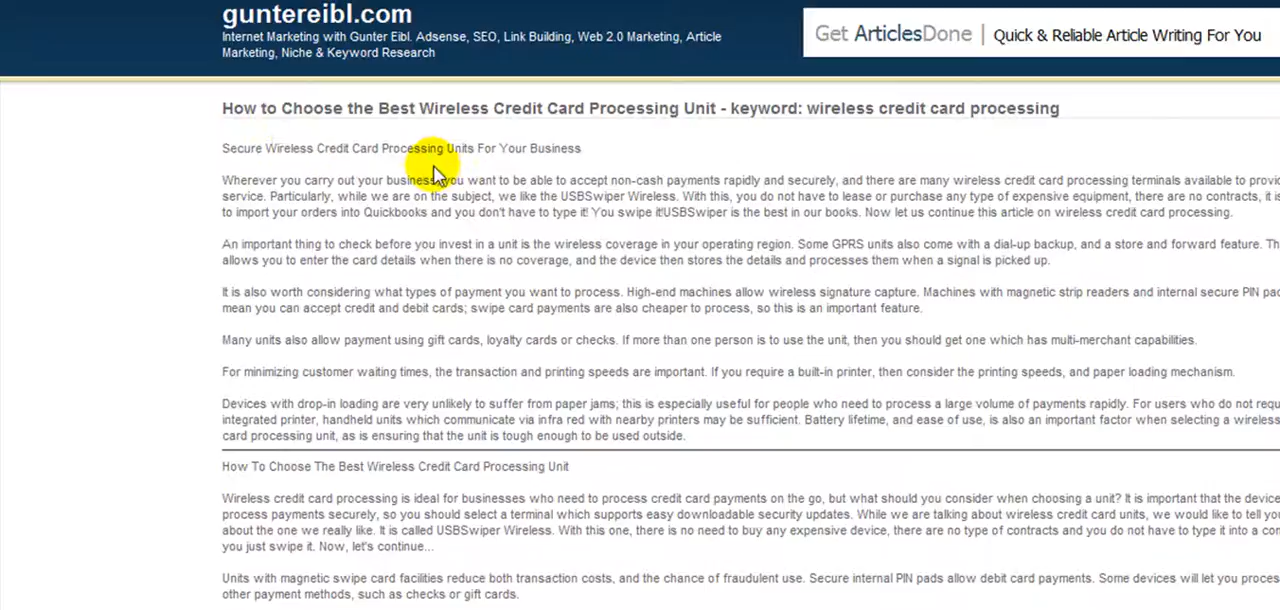 guntereibl.com
Internet Marketing with Gunter Eibl. Adsense, SEO, Link Building, Web 2.0 Marketing, Article
Marketing, Niche & Keyword Research
Get ArticlesDone | Quick & Reliable Article Writing For You
How to Choose the Best Wireless Credit Card Processing Unit - keyword: wireless credit card processing
Secure Wireless Credit Card Processing Units For Your Business
Wherever you carry out your business, you want to be able to accept non-cash payments rapidly and securely, and there are many wireless credit card processing terminals available to
service. Particularly, while we are on the subject, we like the USBSwiper Wireless. With this, you do not have to lease or purchase any type of expensive equipment, there are no contracts, it
to import your orders into Quickbooks and you don't have to type it! You swipe it!USBSwiper is the best in our books. Now let us continue this article on wireless credit card processing.
An important thing to check before you invest in a unit is the wireless coverage in your operating region. Some GPRS units also come with a dial-up backup, and a store and forward feature.
allows you to enter the card details when there is no coverage, and the device then stores the details and processes them when a signal is picked up.
It is also worth considering what types of payment you want to process. High-end machines allow wireless signature capture. Machines with magnetic strip readers and internal secure PIN
mean you can accept credit and debit cards; swipe card payments are also cheaper to process, so this is an important feature.
Many units also allow payment using gift cards, loyalty cards or checks. If more than one person is to use the unit, then you should get one which has multi-merchant capabilities.
For minimizing customer waiting times, the transaction and printing speeds are important. If you require a built-in printer, then consider the printing speeds, and paper loading mechanism.
Devices with drop-in loading are very unlikely to suffer from paper jams; this is especially useful for people who need to process a large volume of payments rapidly. For users who do not
integrated printer, handheld units which communicate via infra red with nearby printers may be sufficient. Battery lifetime, and ease of use, is also an important factor when selecting a wireless
card processing unit, as is ensuring that the unit is tough enough to be used outside.
How To Choose The Best Wireless Credit Card Processing Unit
Wireless credit card processing is ideal for businesses who need to process credit card payments on the go, but what should you consider when choosing a unit? It is important that the device
process payments securely, so you should select a terminal which supports easy downloadable security updates. While we are talking about wireless credit card units, we would like to tell
about the one we really like. It is called USBSwiper Wireless. With this one, there is no need to buy any expensive device, there are no type of contracts and you do not have to type it into a
you just swipe it. Now, let's continue...
Units with magnetic swipe card facilities reduce both transaction costs, and the chance of fraudulent use. Secure internal PIN pads allow debit card payments. Some devices will let you
other payment methods, such as checks or gift cards.